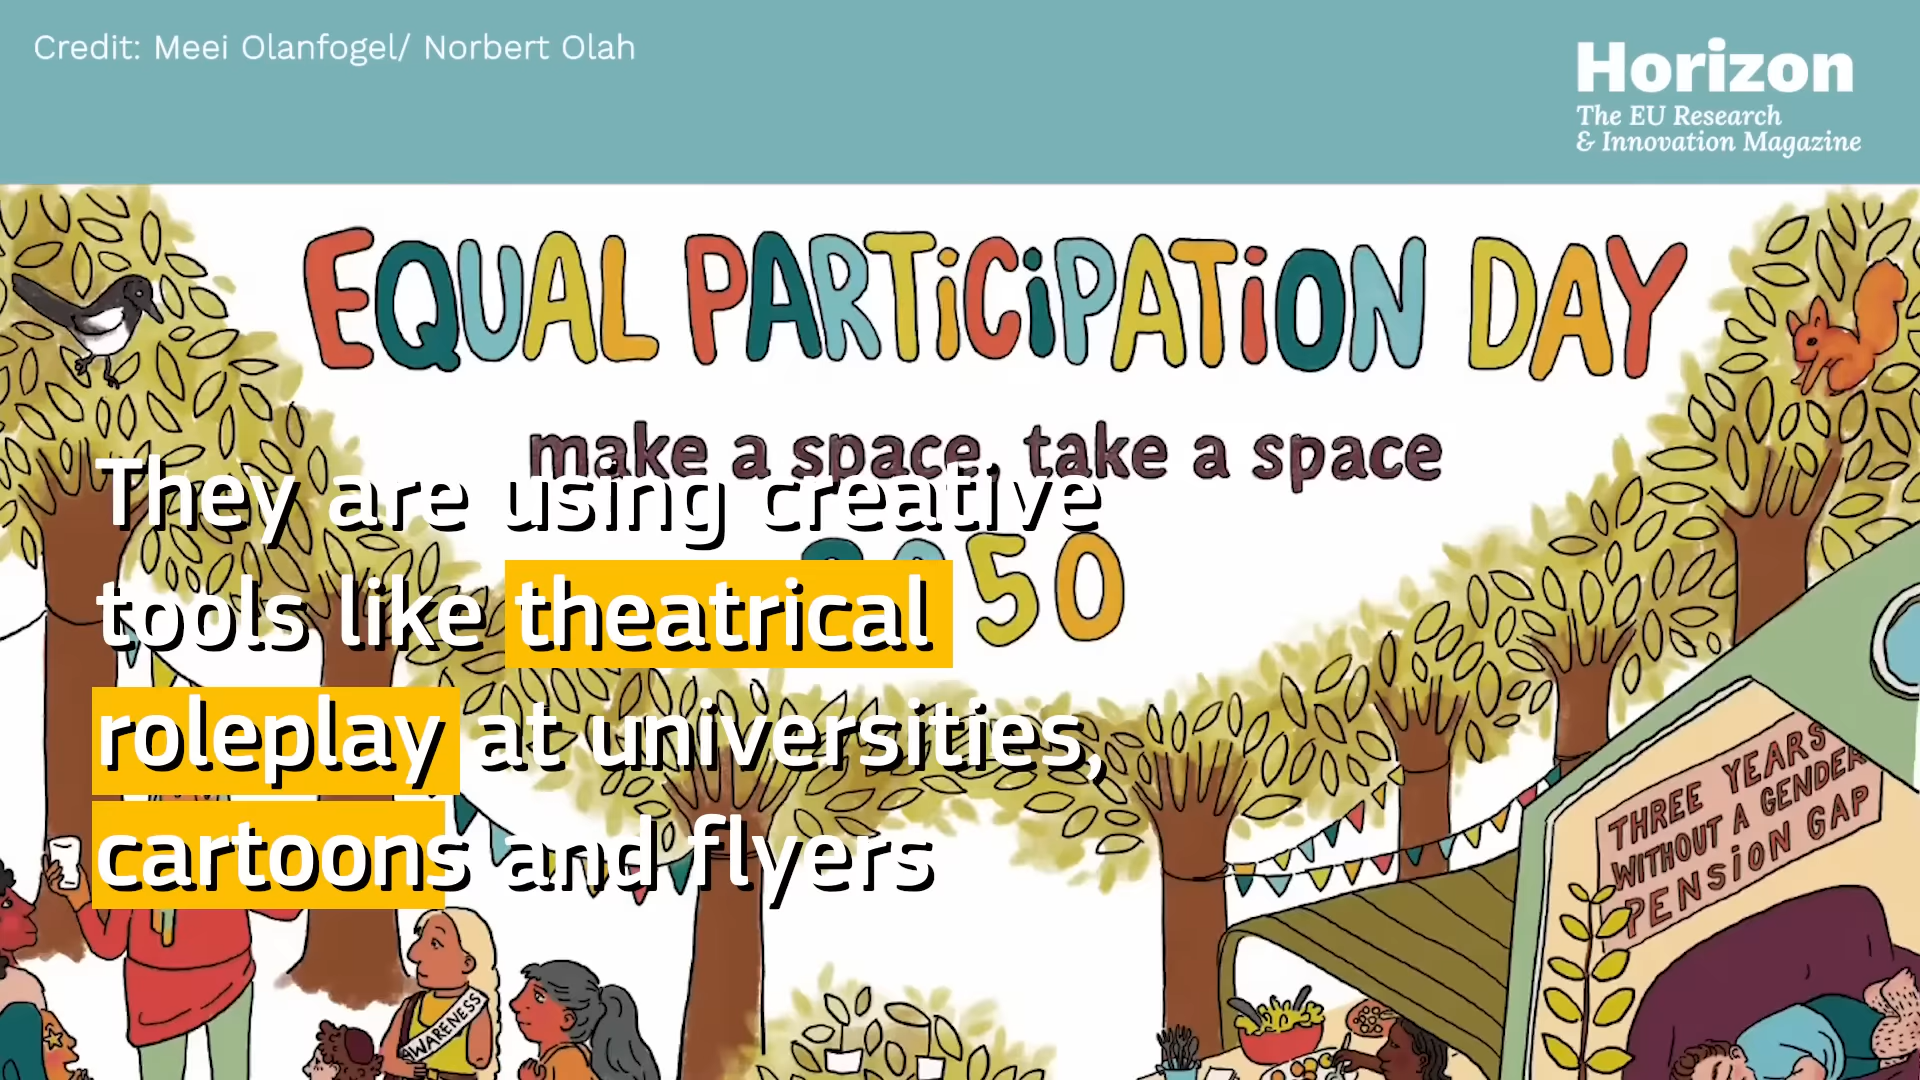 Credit: Meei Olanfogel/ Norbert Olah
Horizon
The EU Research
& Innovation Magazine
EQUAL PARTiCiPATiON DAY
make a space, take a space
50
They are using creative
tools like theatrical
roleplay at universities,
cartoons and flyers
THREE YEARS
WITHOUT A GENDER
PENSiON GAP
AWARENESS